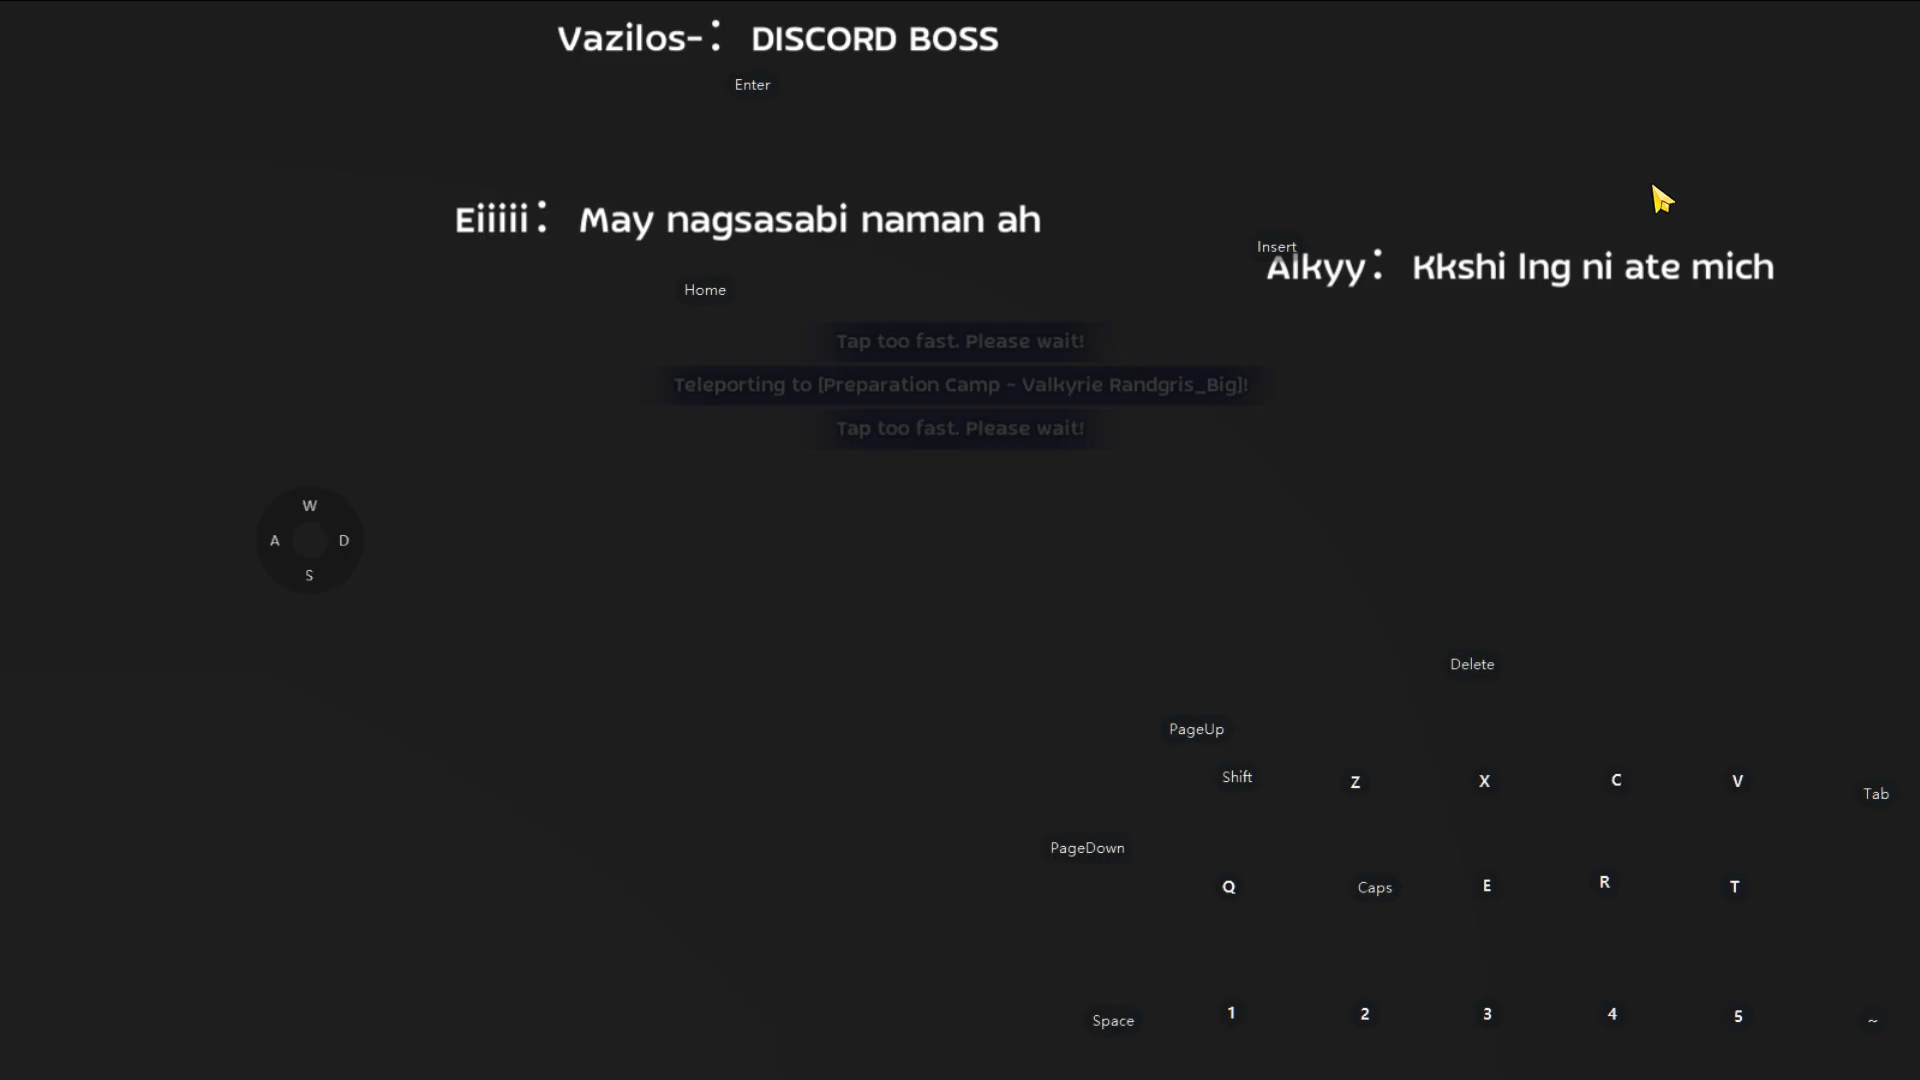 Vazilos-： DISCORD BOSS
Enter
Eiiiii： May nagsasabi naman ah
Insert
Alkyy： Kkshi lng ni ate mich
Home
Tap too fast. Please wait!
Teleporting to [Preparation Camp - Valkyrie Randgris_Big]!
Tap too fast. Please wait!
W
A D
S
Delete
PageUp
Shift Z X C V Tab
PageDown
Q Caps E R T
Space 1 2 3 4 5 ~